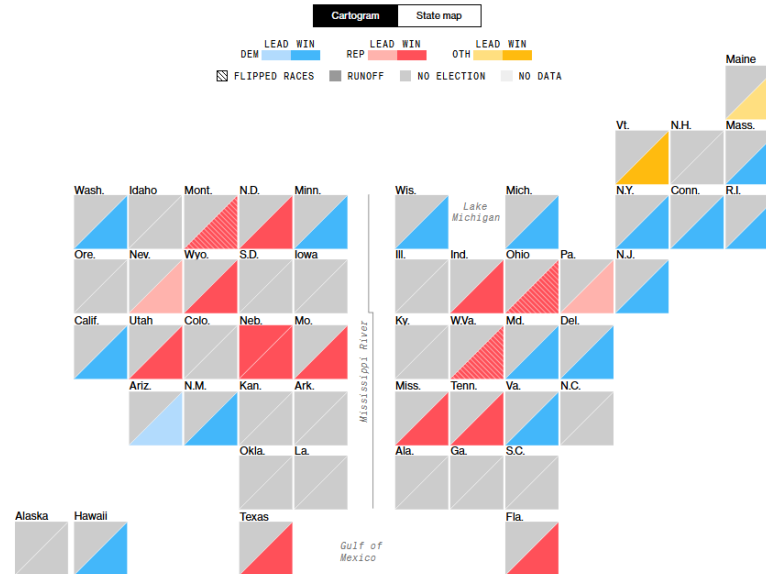 Cartogram State map
LEAD WIN LEAD WIN LEAD WIN
DEM REP OTH
FLIPPED RACES RUNOFF NO ELECTION NO DATA
Maine
Vt. N.H. Mass.
Wash. Idaho Mont. N.D. Minn. Wis. Mich. N.Y. Conn. R.I.
Lake
Michigan
Ore. Nev. Wyo. S.D. Iowa Ill. Ind. Ohio Pa. N.J.
Calif. Utah Colo. Neb. Mo. Ky. W.Va. Md. Del.
Mississippi River
Ariz. N.M. Kan. Ark. Miss. Tenn. Va. N.C.
Okla. La. Ala. Ga. S.C.
Alaska Hawaii Texas Fla.
Gulf of
Mexico